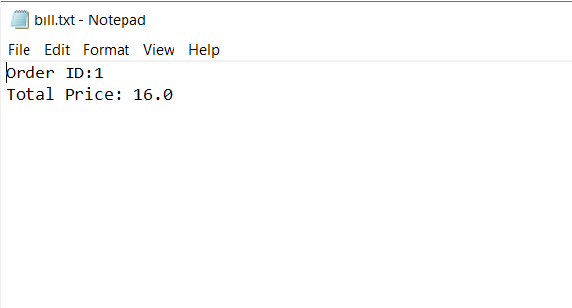 bill.txt - Notepad
File Edit Format View Help
Order ID:1
Total Price: 16.0